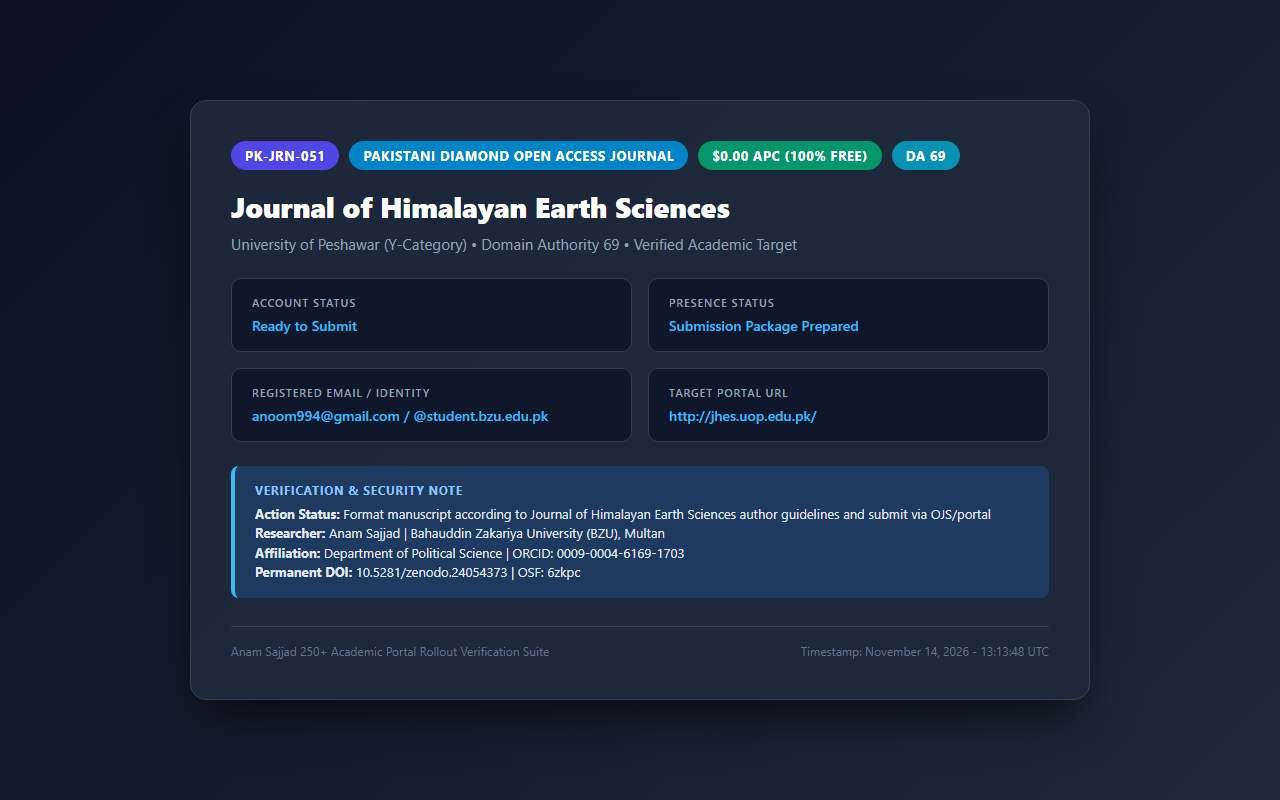 PK-JRN-051 PAKISTANI DIAMOND OPEN ACCESS JOURNAL $0.00 APC (100% FREE) DA 69
Journal of Himalayan Earth Sciences
University of Peshawar (Y-Category) • Domain Authority 69 • Verified Academic Target
ACCOUNT STATUS
Ready to Submit
PRESENCE STATUS
Submission Package Prepared
REGISTERED EMAIL / IDENTITY
anoom994@gmail.com / @student.bzu.edu.pk
TARGET PORTAL URL
http://jhes.uop.edu.pk/
VERIFICATION & SECURITY NOTE
Action Status: Format manuscript according to Journal of Himalayan Earth Sciences author guidelines and submit via OJS/portal
Researcher: Anam Sajjad | Bahauddin Zakariya University (BZU), Multan
Affiliation: Department of Political Science | ORCID: 0009-0004-6169-1703
Permanent DOI: 10.5281/zenodo.24054373 | OSF: 6zkpc
Anam Sajjad 250+ Academic Portal Rollout Verification Suite
Timestamp: November 14, 2026 - 13:13:48 UTC